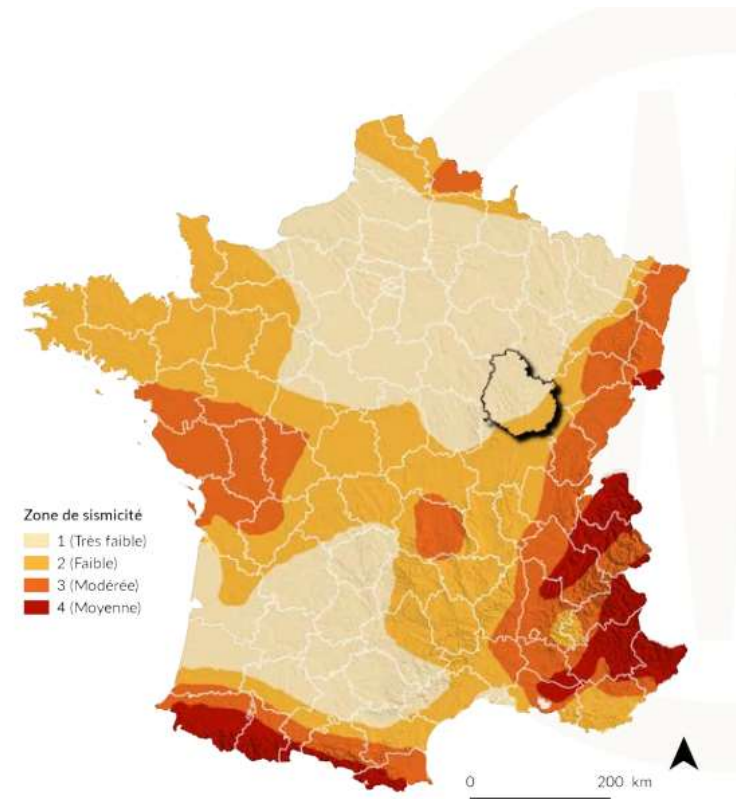 Zone de sismicité
1 (Très faible)
2 (Faible)
3 (Modérée)
4 (Moyenne)
0 200 km